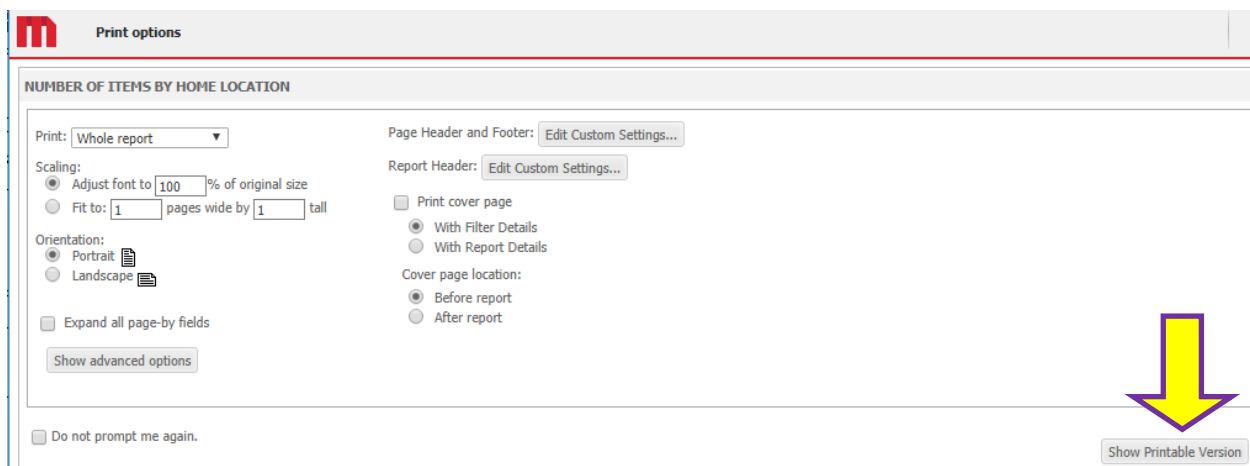 Print options
NUMBER OF ITEMS BY HOME LOCATION
Print: Whole report
Scaling:
Adjust font to 100 % of original size
Fit to: 1 pages wide by 1 tall
Orientation:
Portrait
Landscape
Expand all page-by fields
Show advanced options
Page Header and Footer: Edit Custom Settings...
Report Header: Edit Custom Settings...
Print cover page
With Filter Details
With Report Details
Cover page location:
Before report
After report
Do not prompt me again.
Show Printable Version